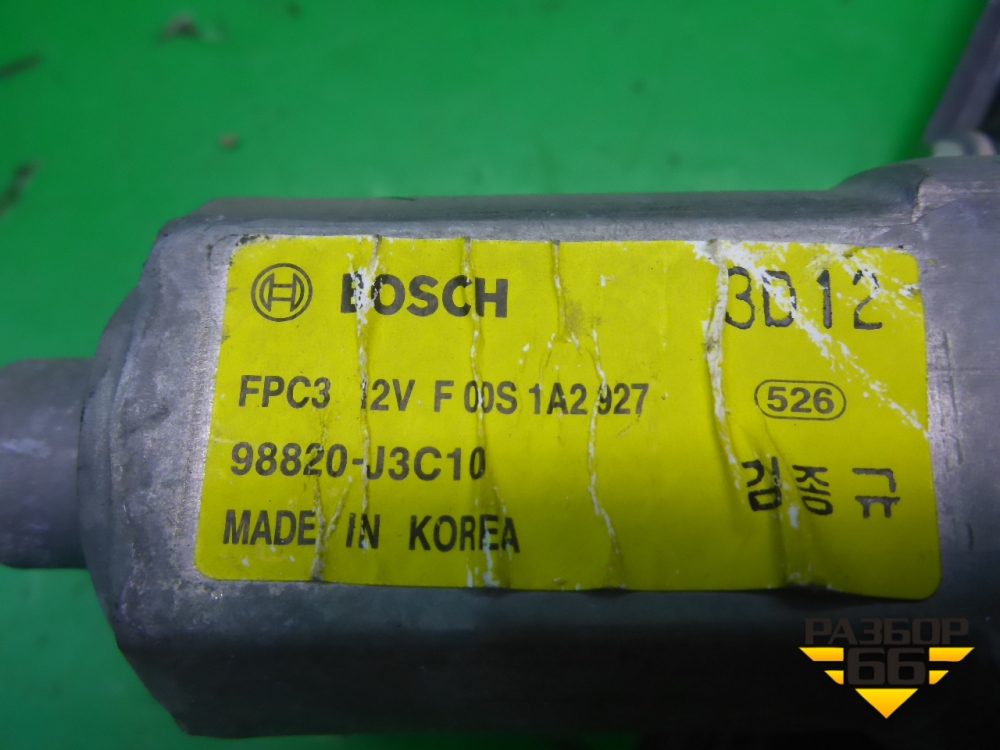 BOSCH 3D12
FPC3 12V F 00S 1A2 927 526
98820-J3C10 김종규
MADE IN KOREA
РАЗБОР
66